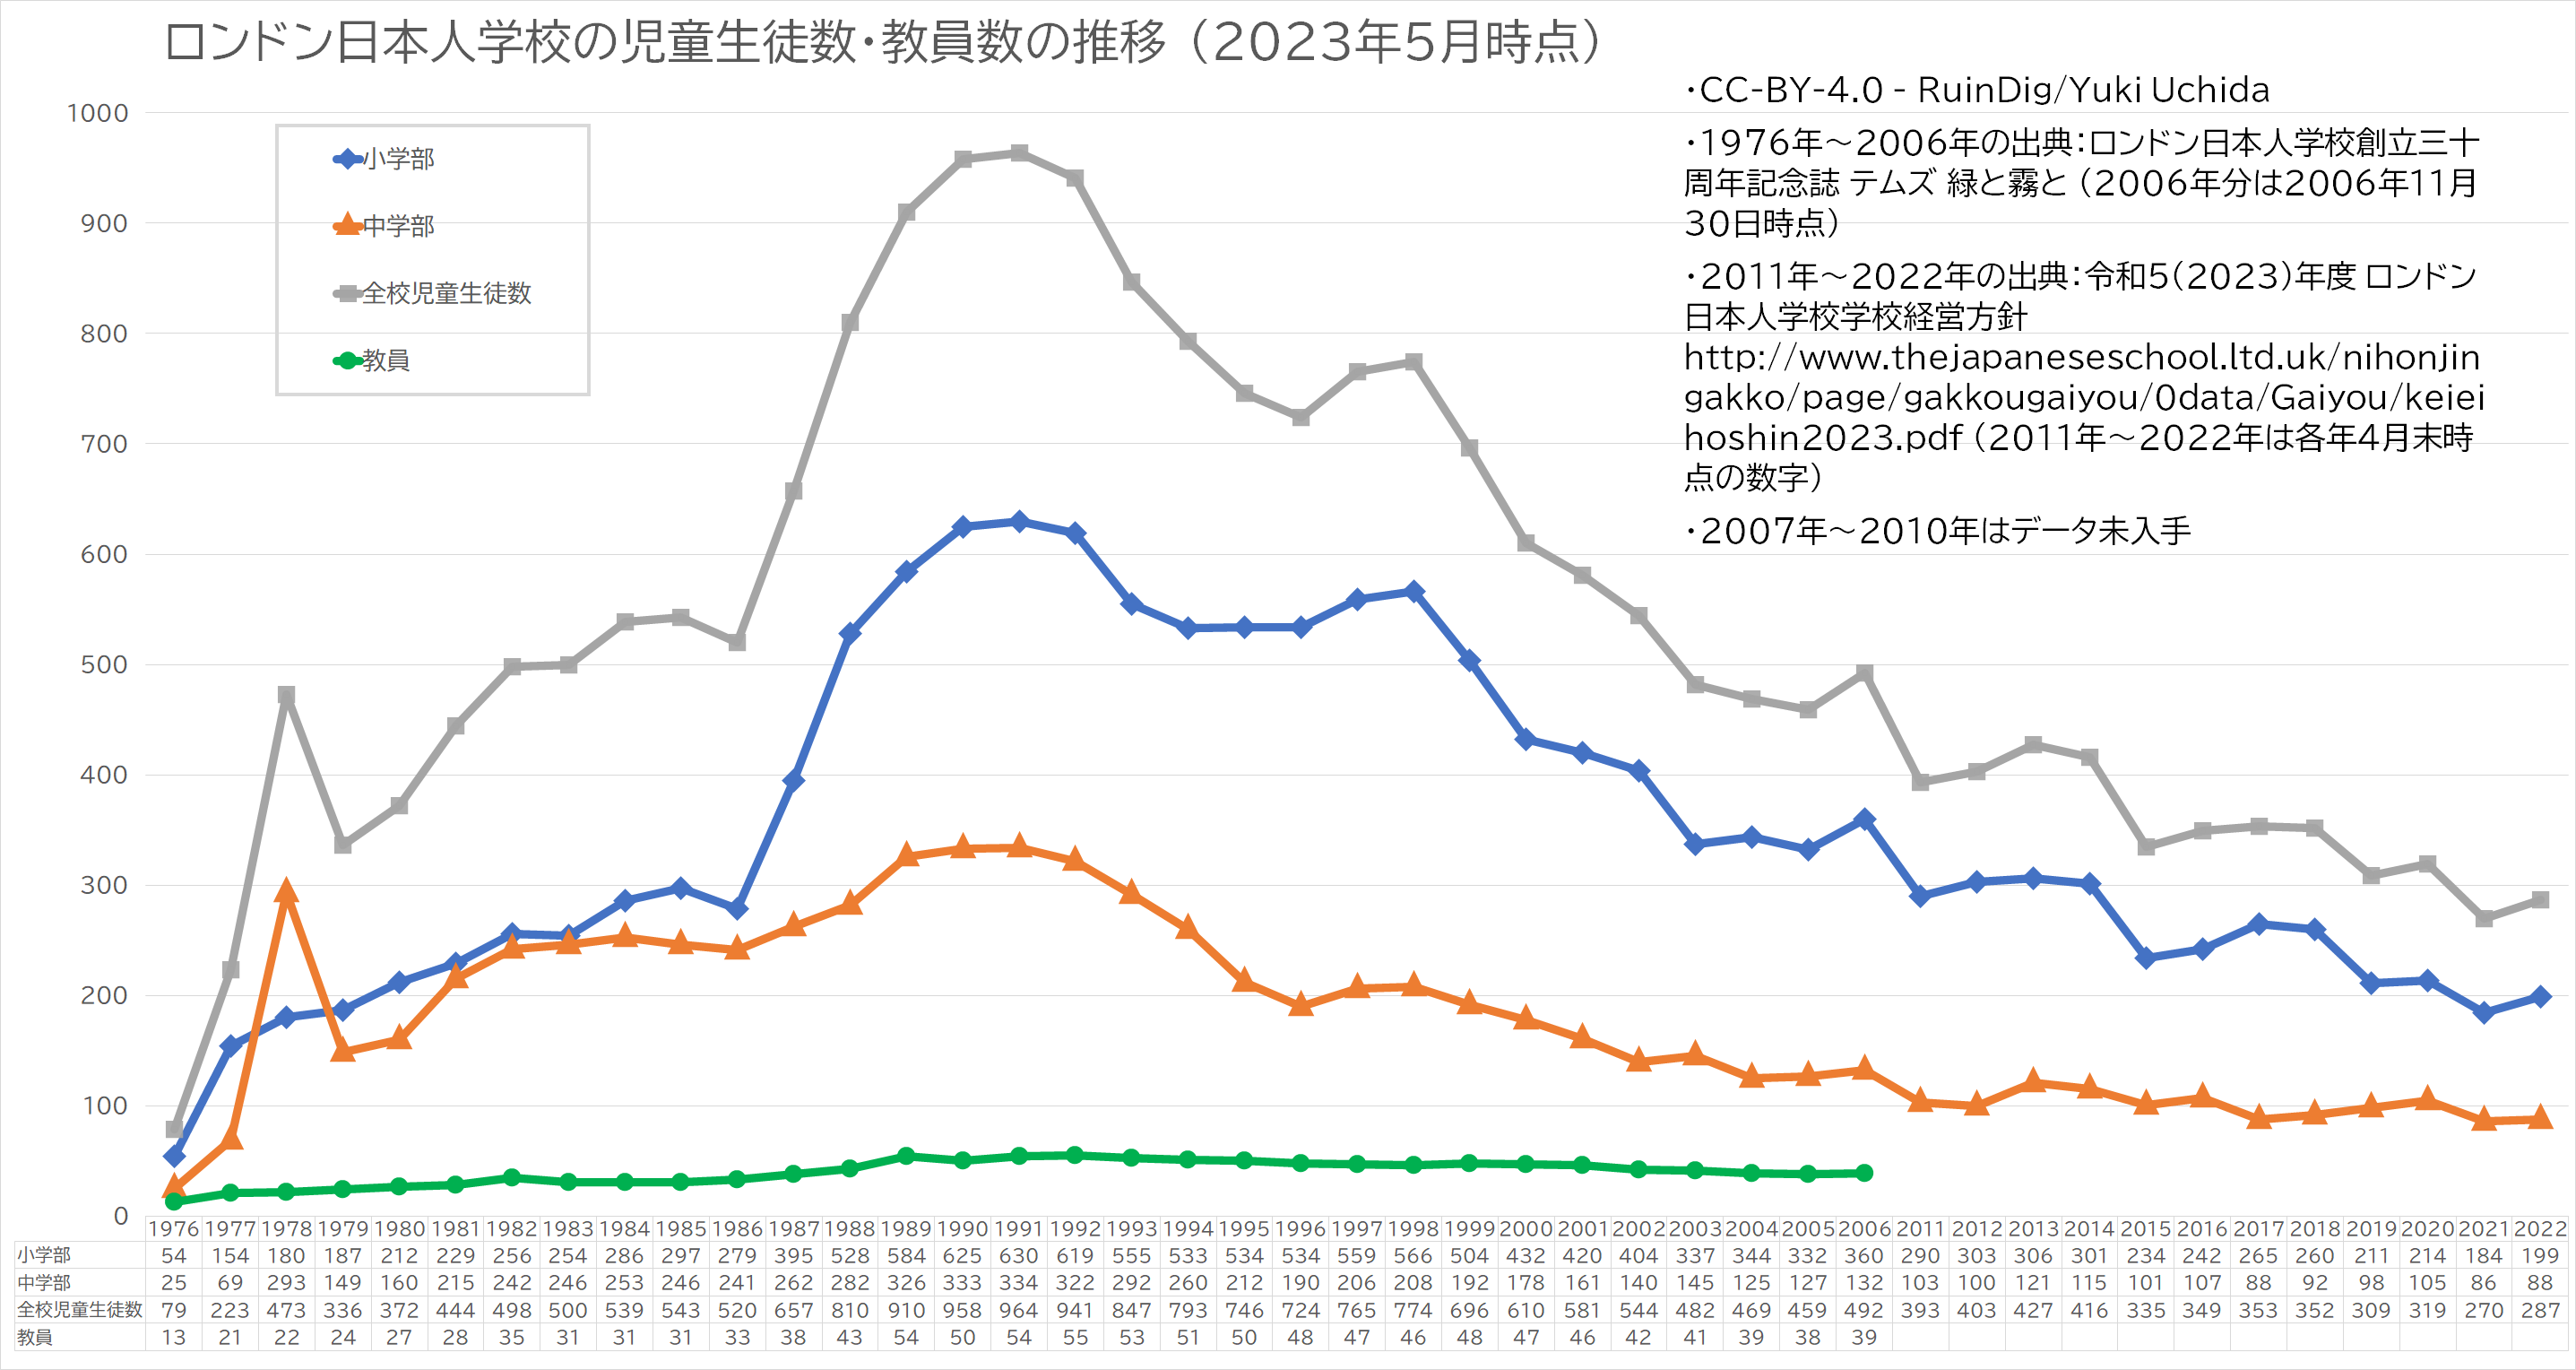 ロンドン日本人学校の児童生徒数・教員数の推移（2023年5月時点）
・CC-BY-4.0 - RuinDig/Yuki Uchida
・1976年～2006年の出典：ロンドン日本人学校創立三十
周年記念誌 テムズ 緑と霧と（2006年分は2006年11月
30日時点）
・2011年～2022年の出典：令和5（2023）年度 ロンドン
日本人学校学校経営方針
http://www.thejapaneseschool.ltd.uk/nihonjin
gakko/page/gakkougaiyou/0data/Gaiyou/keiei
hoshin2023.pdf（2011年～2022年は各年4月末時
点の数字）
・2007年～2010年はデータ未入手
小学部
中学部
全校児童生徒数
教員
1000
900
800
700
600
500
400
300
200
100
0
1976 1977 1978 1979 1980 1981 1982 1983 1984 1985 1986 1987 1988 1989 1990 1991 1992 1993 1994 1995 1996 1997 1998 1999 2000 2001 2002 2003 2004 2005 2006 2011 2012 2013 2014 2015 2016 2017 2018 2019 2020 2021 2022
小学部 54 154 180 187 212 229 256 254 286 297 279 395 528 584 625 630 619 555 533 534 534 559 566 504 432 420 404 337 344 332 360 290 303 306 301 234 242 265 260 211 214 184 199
中学部 25 69 293 149 160 215 242 246 253 246 241 262 282 326 333 334 322 292 260 212 190 206 208 192 178 161 140 145 125 127 132 103 100 121 115 101 107 88 92 98 105 86 88
全校児童生徒数 79 223 473 336 372 444 498 500 539 543 520 657 810 910 958 964 941 847 793 746 724 765 774 696 610 581 544 482 469 459 492 393 403 427 416 335 349 353 352 309 319 270 287
教員 13 21 22 24 27 28 35 31 31 31 33 38 43 54 50 54 55 53 51 50 48 47 46 48 47 46 42 41 39 38 39